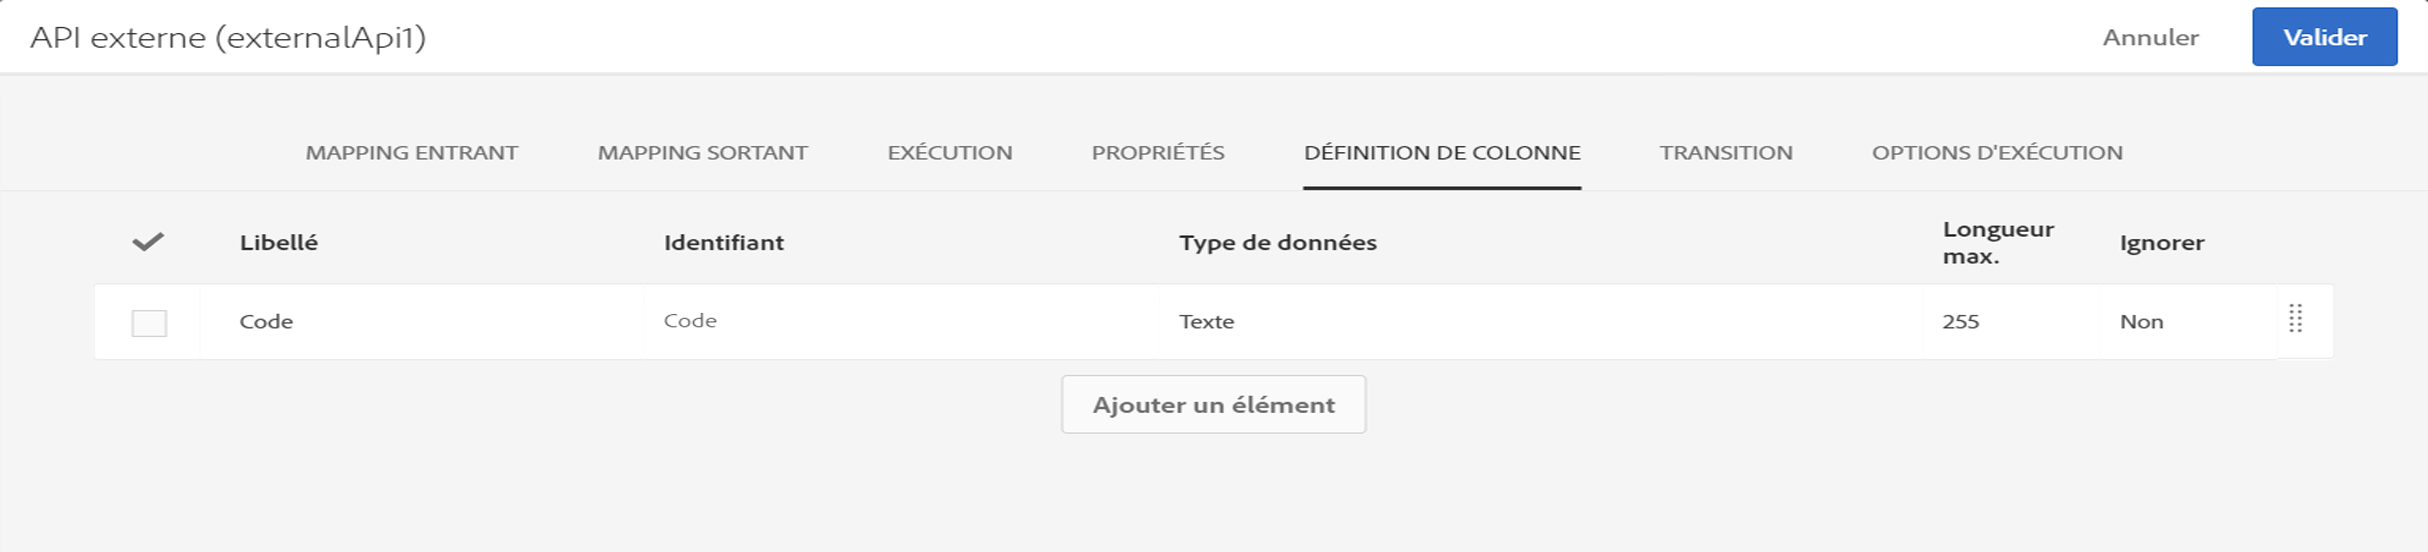 API externe (externalApi1)
Annuler
Valider
MAPPING ENTRANT
MAPPING SORTANT
EXÉCUTION
PROPRIÉTÉS
DÉFINITION DE COLONNE
TRANSITION
OPTIONS D'EXÉCUTION
Libellé
Identifiant
Type de données
Longueur
max.
Ignorer
Code
Code
Texte
255
Non
Ajouter un élément